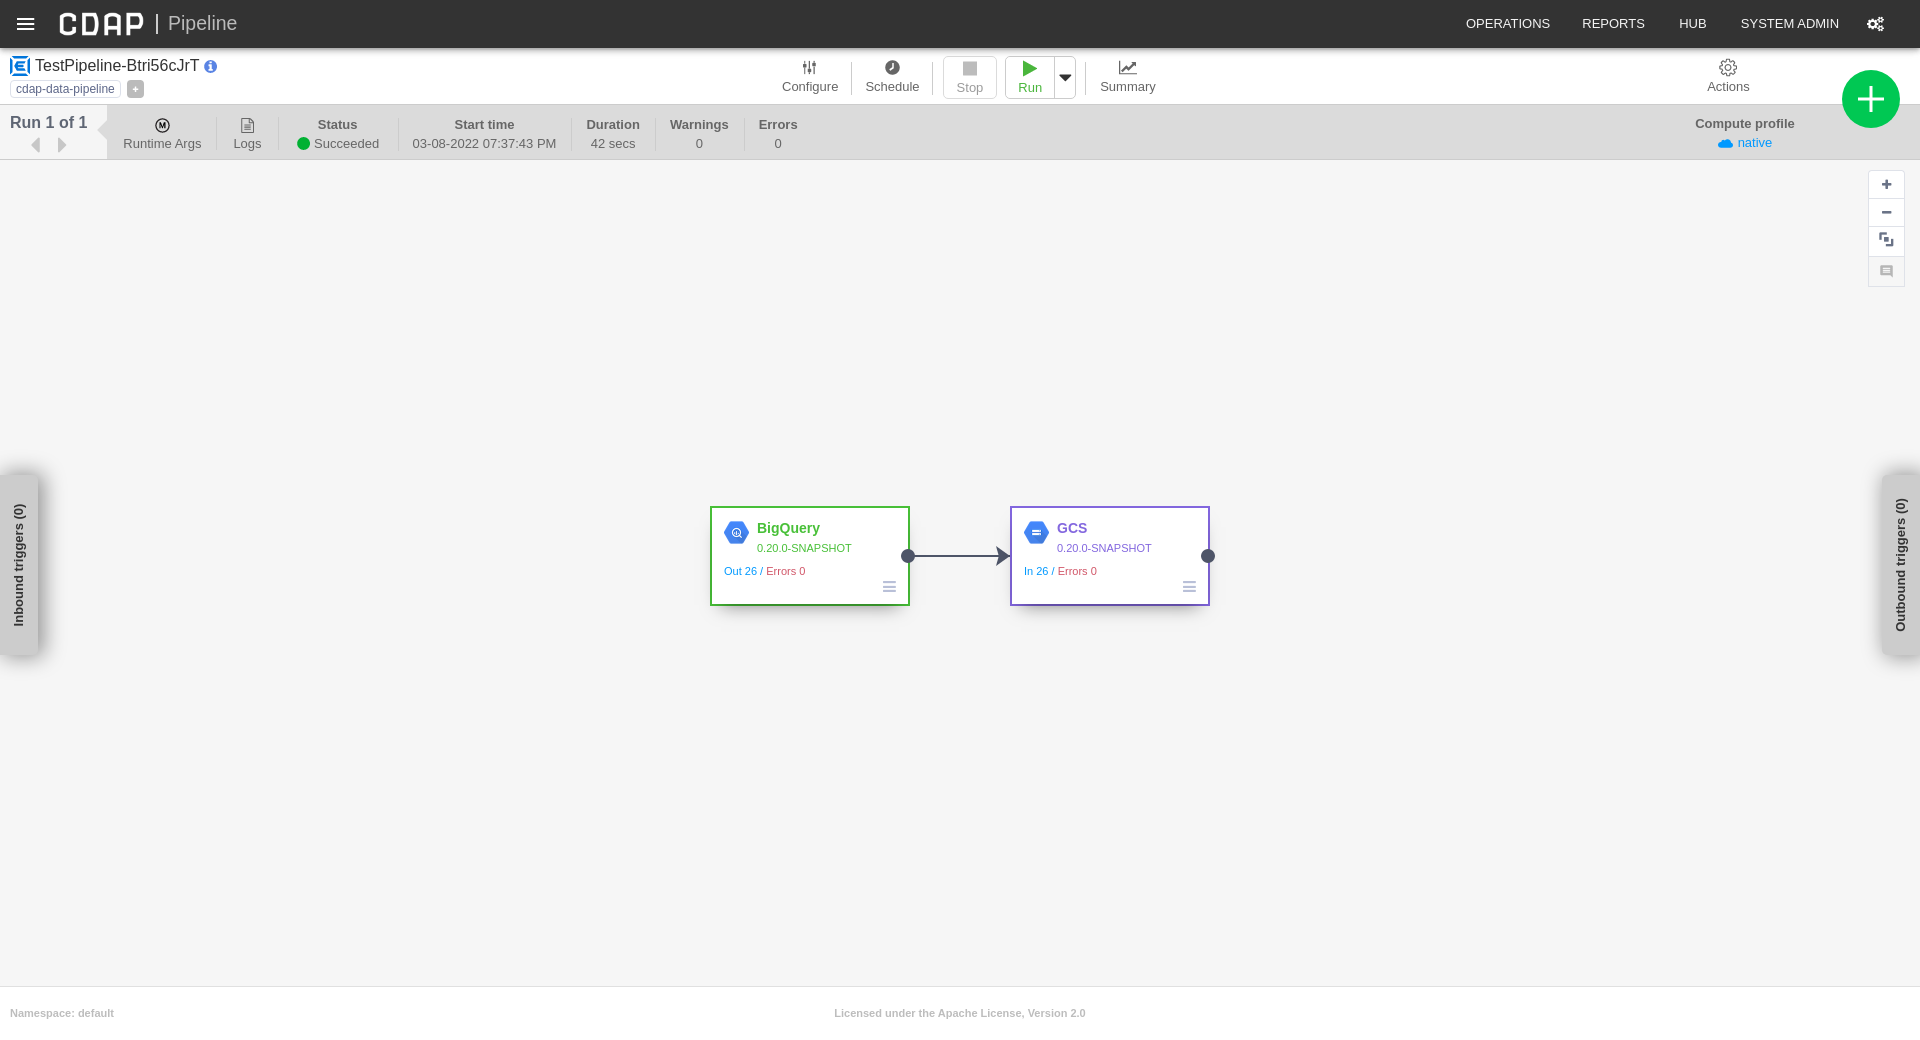 CDAP | Pipeline
OPERATIONS REPORTS HUB SYSTEM ADMIN
TestPipeline-Btri56cJrT
cdap-data-pipeline +
Configure
Schedule
Stop
Run
Summary
Actions
Run 1 of 1
Runtime Args
Logs
Status
Succeeded
Start time
03-08-2022 07:37:43 PM
Duration
42 secs
Warnings
0
Errors
0
Compute profile
native
Inbound triggers (0)
BigQuery
0.20.0-SNAPSHOT
Out 26 / Errors 0
GCS
0.20.0-SNAPSHOT
In 26 / Errors 0
Outbound triggers (0)
Namespace: default
Licensed under the Apache License, Version 2.0